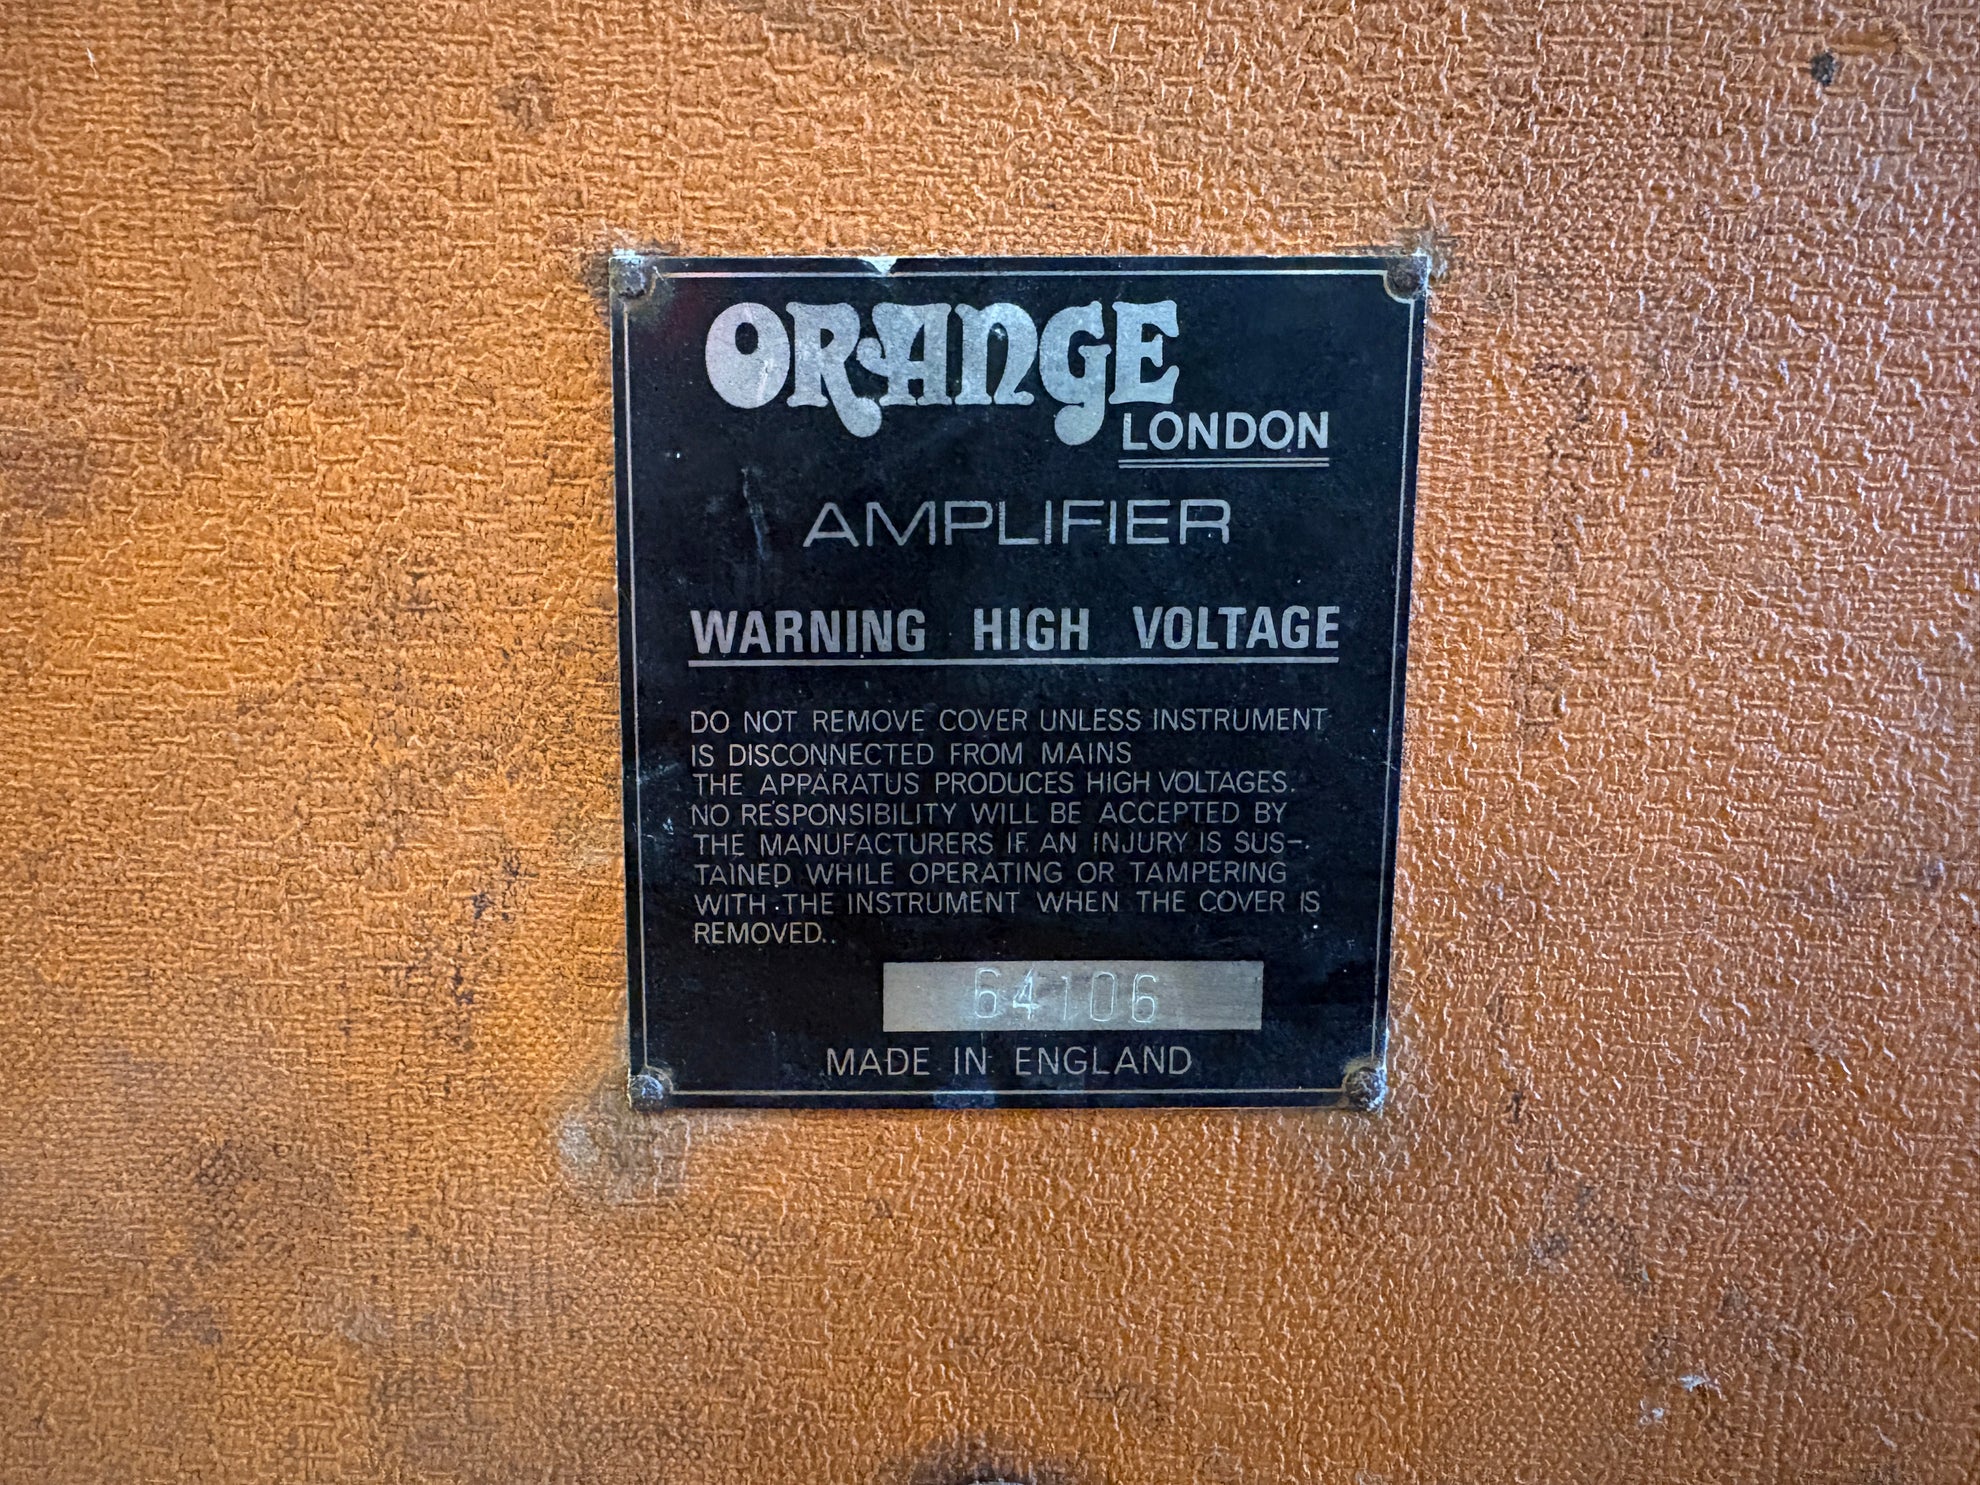 ORANGE
LONDON
AMPLIFIER
WARNING HIGH VOLTAGE
DO NOT REMOVE COVER UNLESS INSTRUMENT
IS DISCONNECTED FROM MAINS
THE APPARATUS PRODUCES HIGH VOLTAGES.
NO RESPONSIBILITY WILL BE ACCEPTED BY
THE MANUFACTURERS IF AN INJURY IS SUS-
TAINED WHILE OPERATING OR TAMPERING
WITH THE INSTRUMENT WHEN THE COVER IS
REMOVED.
64106
MADE IN ENGLAND